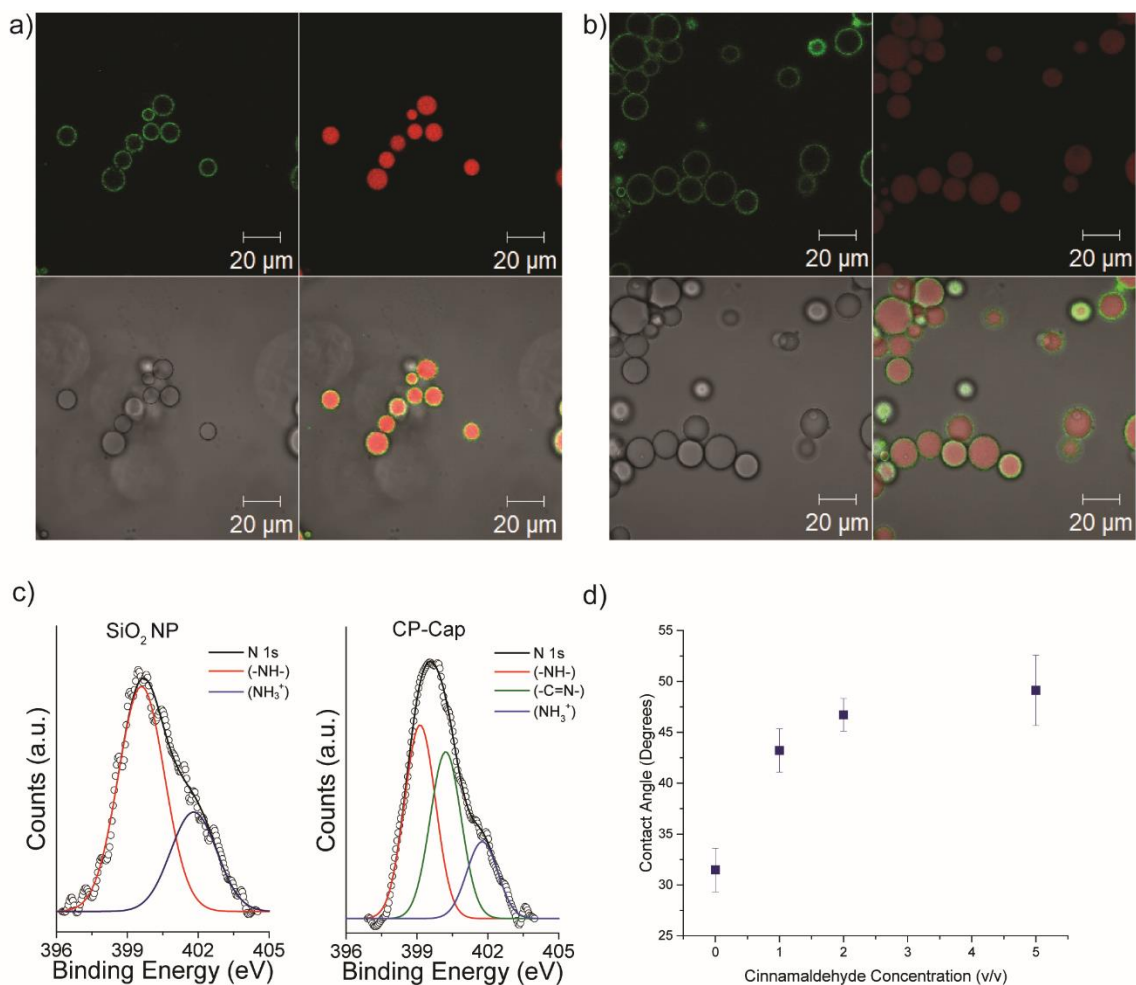 a)
b)
20 µm
20 µm
20 µm
20 µm
20 µm
20 µm
20 µm
20 µm
c)
SiO₂ NP
N 1s
(-NH-)
(NH₃⁺)
Counts (a.u.)
396 399 402 405
Binding Energy (eV)
CP-Cap
N 1s
(-NH-)
(-C=N-)
(NH₃⁺)
Counts (a.u.)
396 399 402 405
Binding Energy (eV)
d)
55
50
45
40
35
30
25
Contact Angle (Degrees)
0 1 2 3 4 5
Cinnamaldehyde Concentration (v/v)